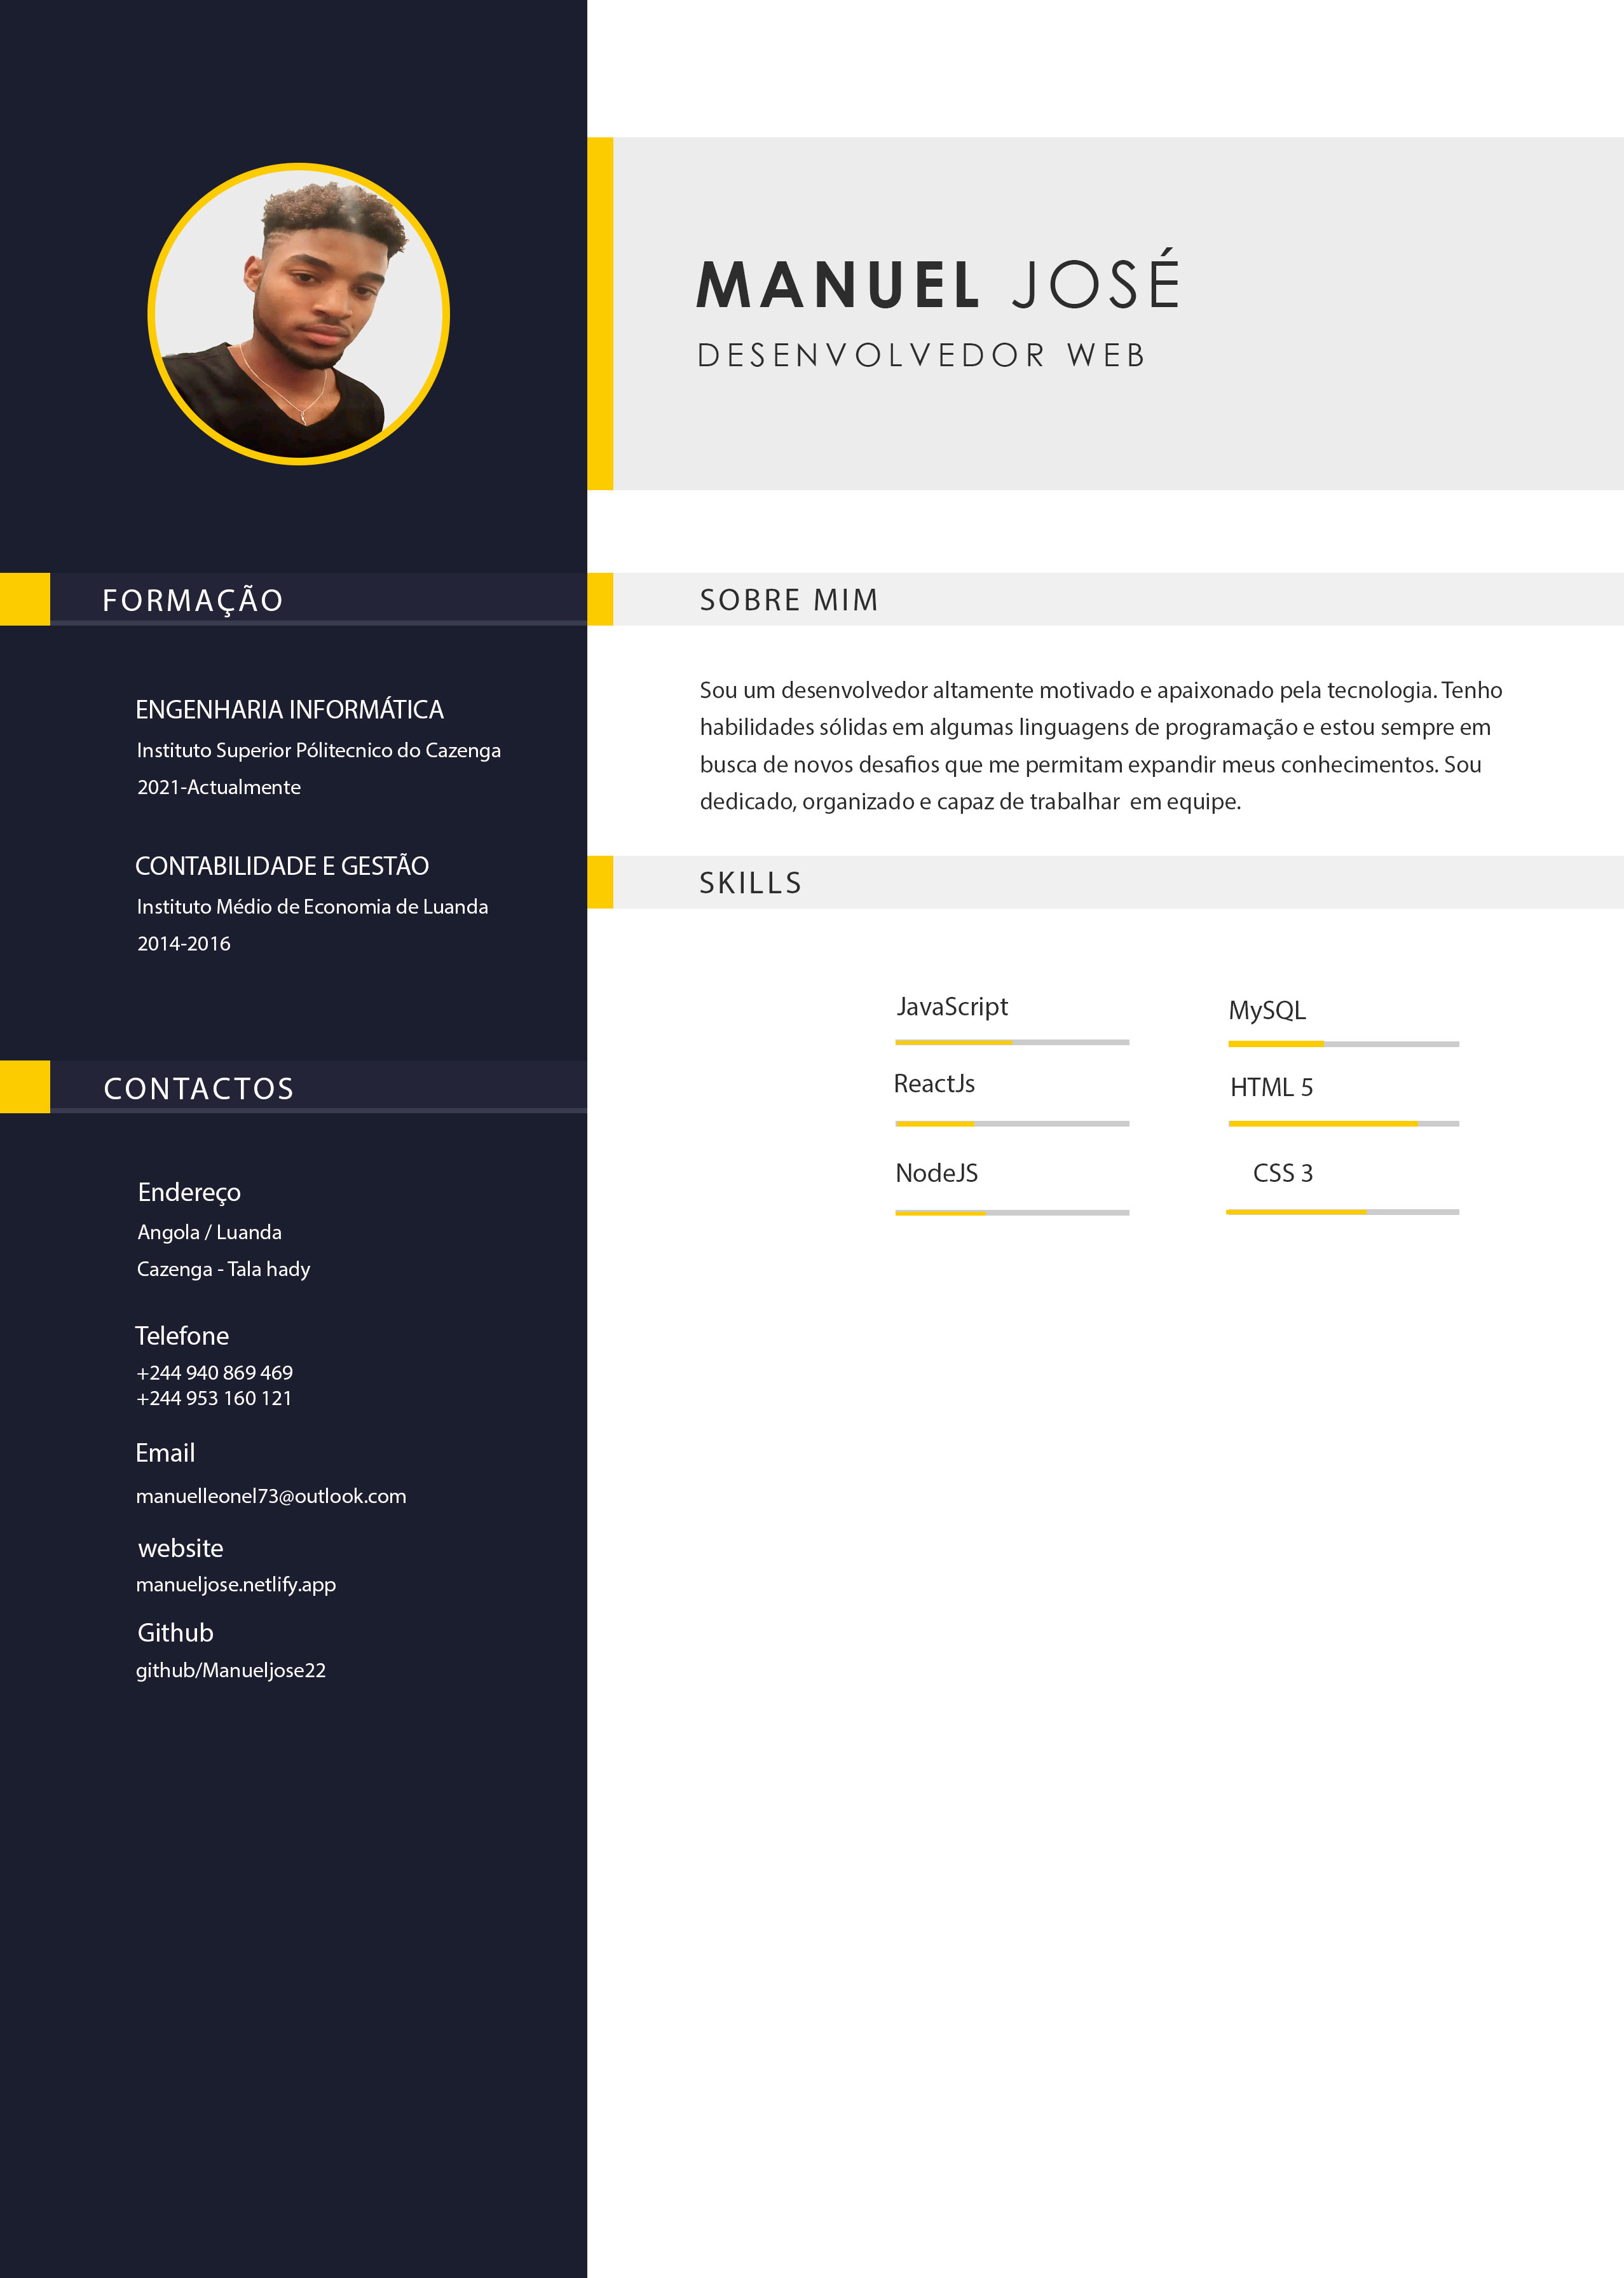 MANUEL JOSÉ
DESENVOLVEDOR WEB
FORMAÇÃO
ENGENHARIA INFORMÁTICA
Instituto Superior Pólitecnico do Cazenga
2021-Actualmente
CONTABILIDADE E GESTÃO
Instituto Médio de Economia de Luanda
2014-2016
CONTACTOS
Endereço
Angola / Luanda
Cazenga - Tala hady
Telefone
+244 940 869 469
+244 953 160 121
Email
manuelleonel73@outlook.com
website
manueljose.netlify.app
Github
github/Manueljose22
SOBRE MIM
Sou um desenvolvedor altamente motivado e apaixonado pela tecnologia. Tenho
habilidades sólidas em algumas linguagens de programação e estou sempre em
busca de novos desafios que me permitam expandir meus conhecimentos. Sou
dedicado, organizado e capaz de trabalhar  em equipe.
SKILLS
JavaScript
MySQL
ReactJs
HTML 5
NodeJS
CSS 3